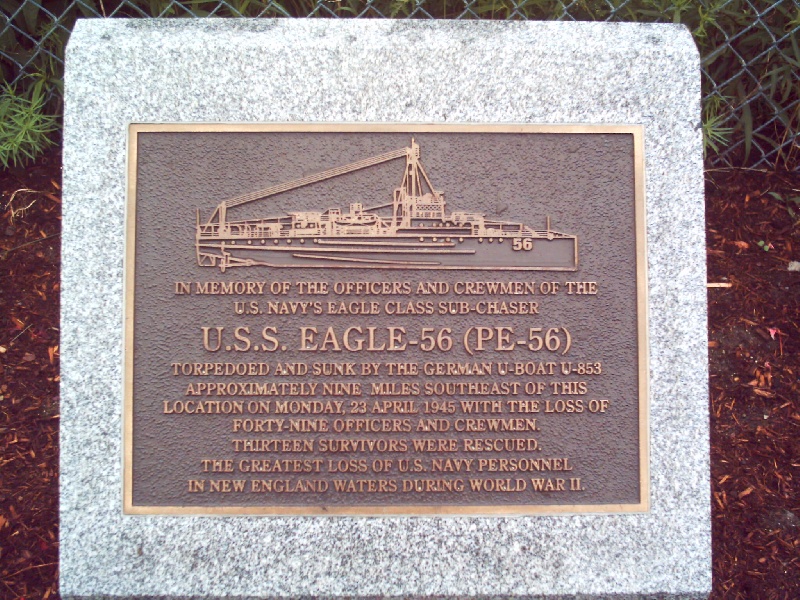 56
IN MEMORY OF THE OFFICERS AND CREWMEN OF THE
U.S. NAVY'S EAGLE CLASS SUB-CHASER
U.S.S. EAGLE-56 (PE-56)
TORPEDOED AND SUNK BY THE GERMAN U-BOAT U-853
APPROXIMATELY NINE MILES SOUTHEAST OF THIS
LOCATION ON MONDAY, 23 APRIL 1945 WITH THE LOSS OF
FORTY-NINE OFFICERS AND CREWMEN.
THIRTEEN SURVIVORS WERE RESCUED.
THE GREATEST LOSS OF U.S. NAVY PERSONNEL
IN NEW ENGLAND WATERS DURING WORLD WAR II.